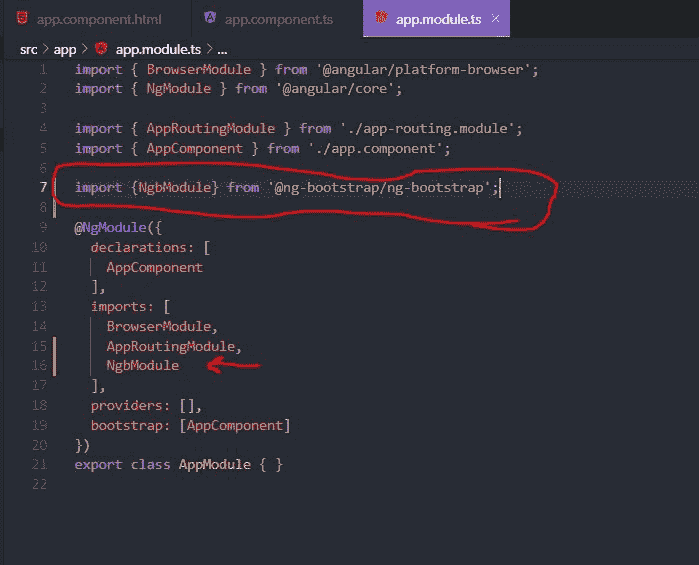 app.component.html app.component.ts app.module.ts ×
src > app > app.module.ts > ...
1 import { BrowserModule } from '@angular/platform-browser';
2 import { NgModule } from '@angular/core';
3
4 import { AppRoutingModule } from './app-routing.module';
5 import { AppComponent } from './app.component';
6
7 import {NgbModule} from '@ng-bootstrap/ng-bootstrap';
8
9 @NgModule({
10 declarations: [
11 AppComponent
12 ],
13 imports: [
14 BrowserModule,
15 AppRoutingModule,
16 NgbModule
17 ],
18 providers: [],
19 bootstrap: [AppComponent]
20 })
21 export class AppModule { }
22